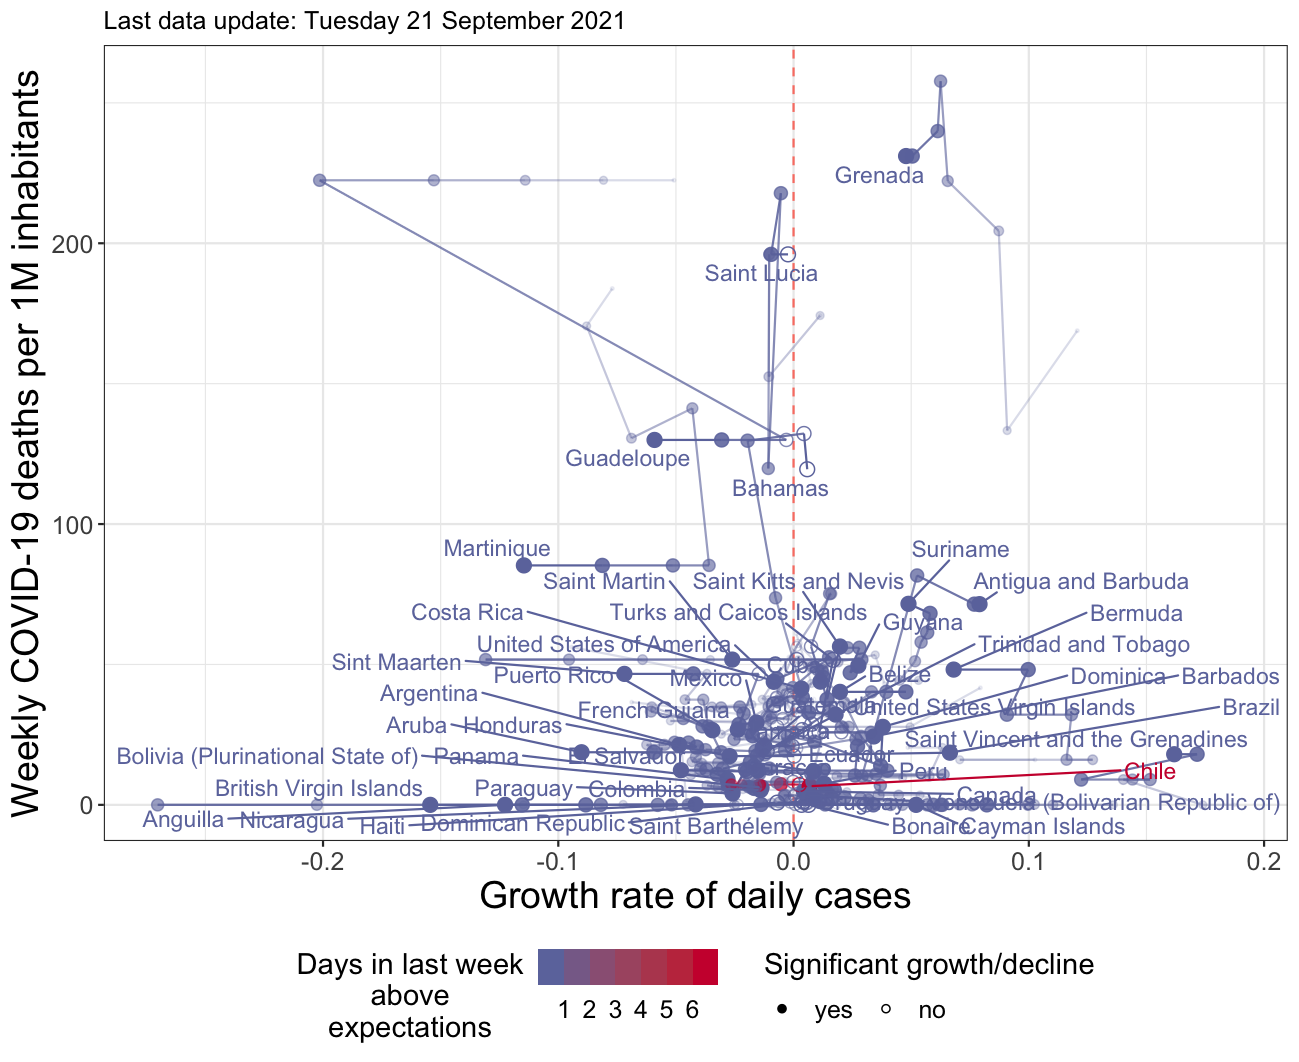 Last data update: Tuesday 21 September 2021
Weekly COVID-19 deaths per 1M inhabitants
200
100
0
Grenada
Saint Lucia
Guadeloupe
Bahamas
Martinique
Suriname
Saint Martin
Saint Kitts and Nevis
Antigua and Barbuda
Costa Rica
Turks and Caicos Islands
Guyana
Bermuda
United States of America
Trinidad and Tobago
Sint Maarten
Cuba
Puerto Rico
Mexico
Belize
Dominica
Barbados
Argentina
French Guiana
Guatemala
United States Virgin Islands
Brazil
Aruba
Honduras
Jamaica
Saint Vincent and the Grenadines
Bolivia (Plurinational State of)
Panama
El Salvador
Ecuador
Peru
Chile
British Virgin Islands
Paraguay
Colombia
Canada
Uruguay
Venezuela (Bolivarian Republic of)
Anguilla
Nicaragua
Haiti
Dominican Republic
Saint Barthélemy
Bonaire
Cayman Islands
-0.2
-0.1
0.0
0.1
0.2
Growth rate of daily cases
Days in last week
above
expectations
1 2 3 4 5 6
Significant growth/decline
yes
no